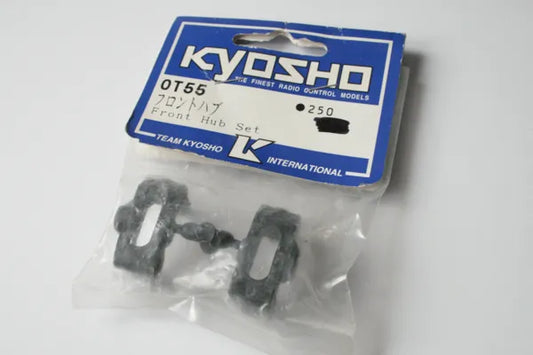 KYOSHO
THE FINEST RADIO CONTROL MODELS
OT55
フロントハブ
Front Hub Set
●250
TEAM KYOSHO K INTERNATIONAL